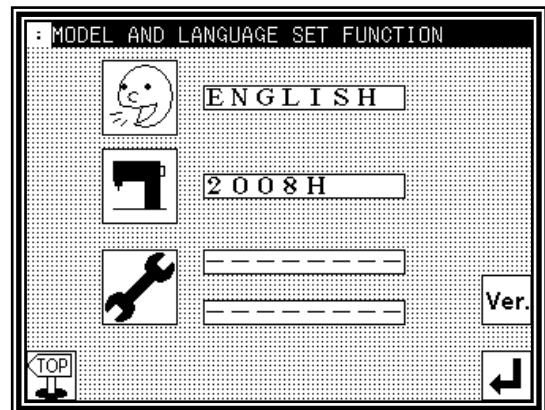 : MODEL AND LANGUAGE SET FUNCTION
ENGLISH
2008H
--------
--------
Ver.
TOP